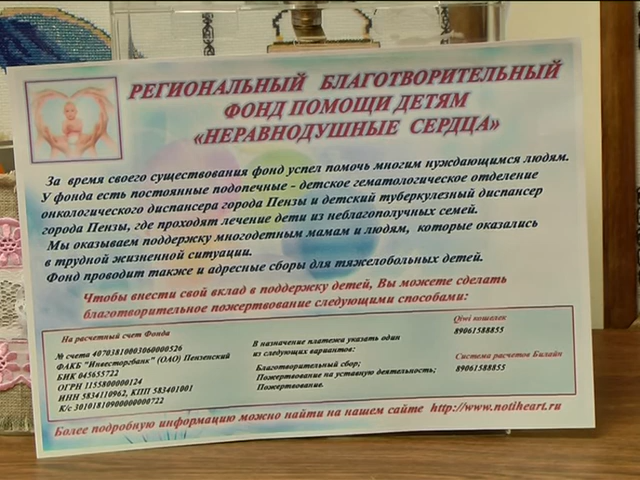 РЕГИОНАЛЬНЫЙ БЛАГОТВОРИТЕЛЬНЫЙ
ФОНД ПОМОЩИ ДЕТЯМ
«НЕРАВНОДУШНЫЕ СЕРДЦА»
За время своего существования фонд успел помочь многим нуждающимся людям.
У фонда есть постоянные подопечные - детское гематологическое отделение
онкологического диспансера города Пензы и детский туберкулезный диспансер
города Пензы, где проходят лечение дети из неблагополучных семей.
Мы оказываем поддержку многодетным мамам и людям, которые оказались
в трудной жизненной ситуации.
Фонд проводит также и адресные сборы для тяжелобольных детей.
Чтобы внести свой вклад в поддержку детей, Вы можете сделать
благотворительное пожертвование следующими способами:
На расчетный счет Фонда
№ счета 40703810003060000526
ФАКБ "Инвесторгбанк" (ОАО) Пензенский
БИК 045655722
ОГРН 1155800000124
ИНН 5834110962, КПП 583401001
К/с 30101810900000000722
В назначение платежа указать один
из следующих вариантов:
Благотворительный сбор;
Пожертвование на уставную деятельность;
Пожертвование.
Qiwi кошелек
89061588855
Система расчетов Билайн
89061588855
Более подробную информацию можно найти на нашем сайте http://www.notiheart.ru